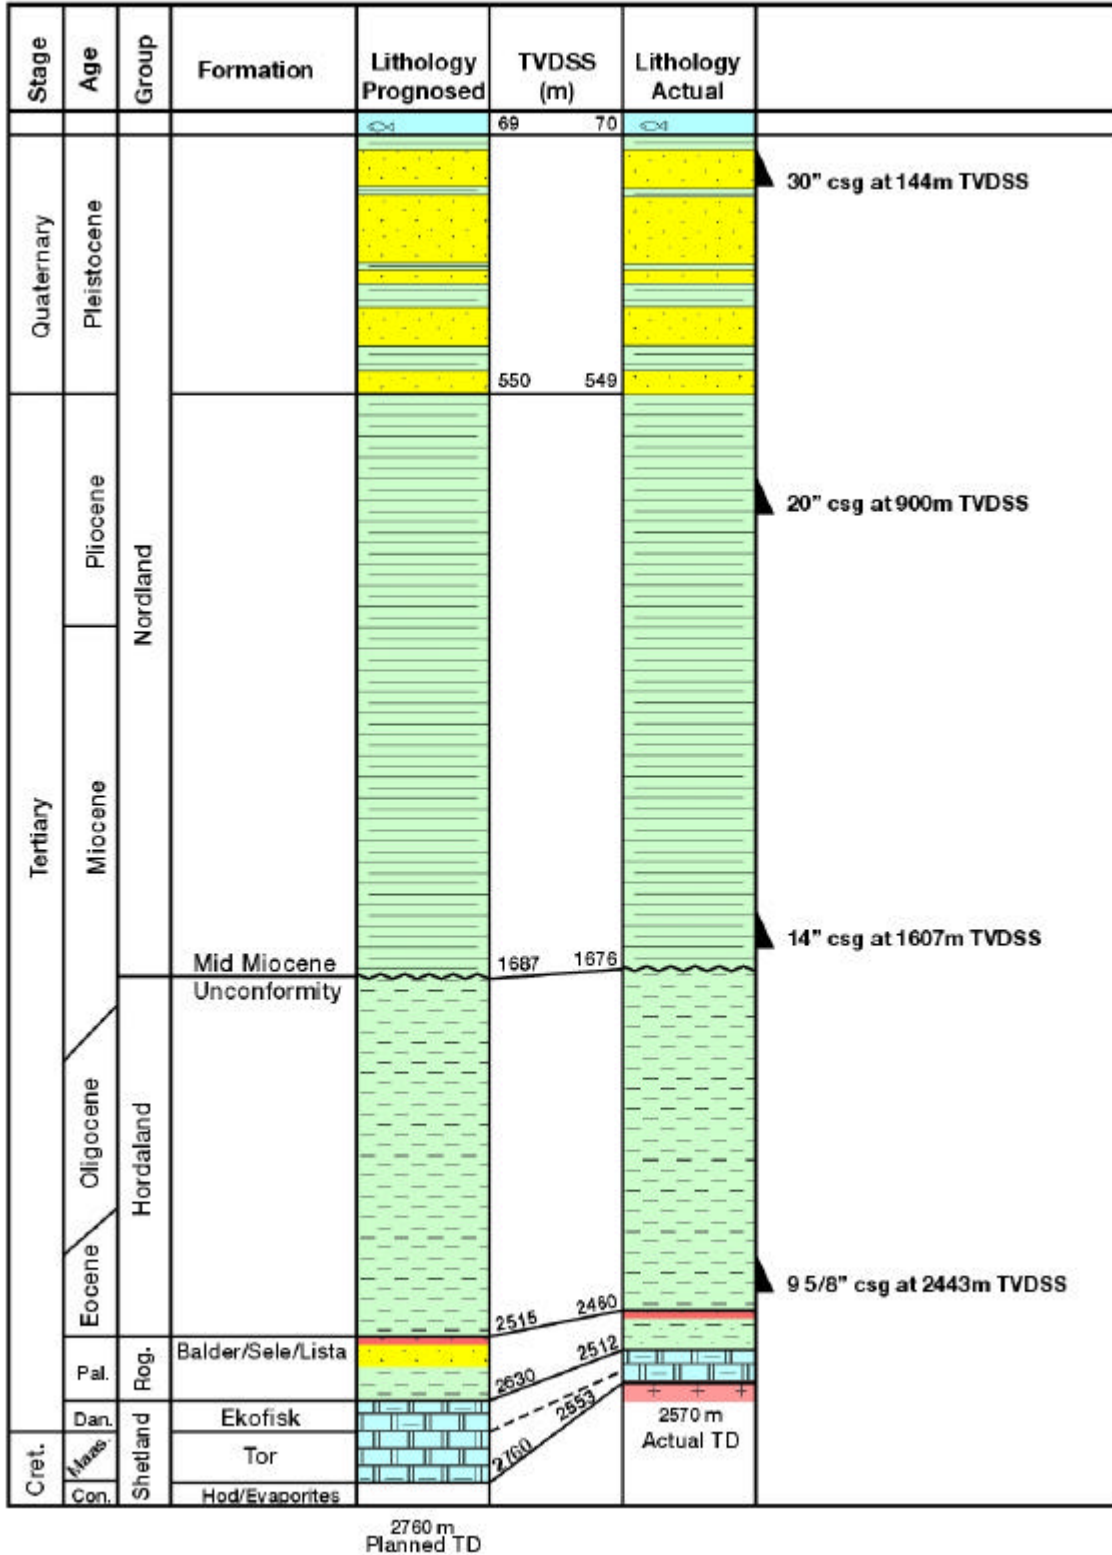 Stage
Age
Group
Formation
Lithology
Prognosed
TVDSS
(m)
Lithology
Actual
69
70
30" csg at 144m TVDSS
Quaternary
Pleistocene
550
549
20" csg at 900m TVDSS
Pliocene
Nordland
Tertiary
Miocene
14" csg at 1607m TVDSS
Mid Miocene
Unconformity
1687
1676
Oligocene
Hordaland
Eocene
9 5/8" csg at 2443m TVDSS
2515
2460
Pal.
Rog.
Balder/Sele/Lista
2630
2512
Dan.
Shetland
Ekofisk
2553
2570 m
Actual TD
Cret.
Maas.
Tor
2760
Con.
Hod/Evaporites
2760 m
Planned TD